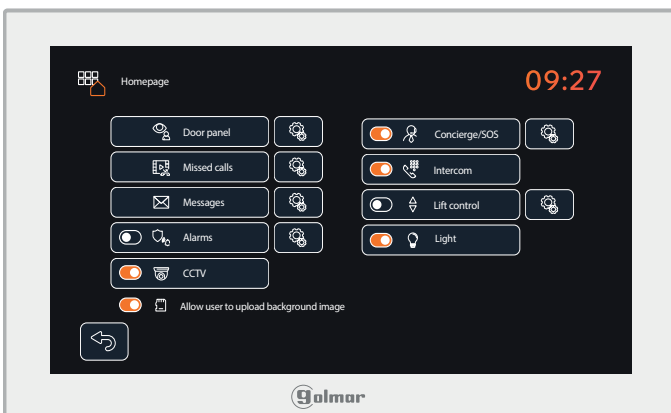 Homepage
09:27
Door panel
Missed calls
Messages
Alarms
CCTV
Allow user to upload background image
Concierge/SOS
Intercom
Lift control
Light
golmar